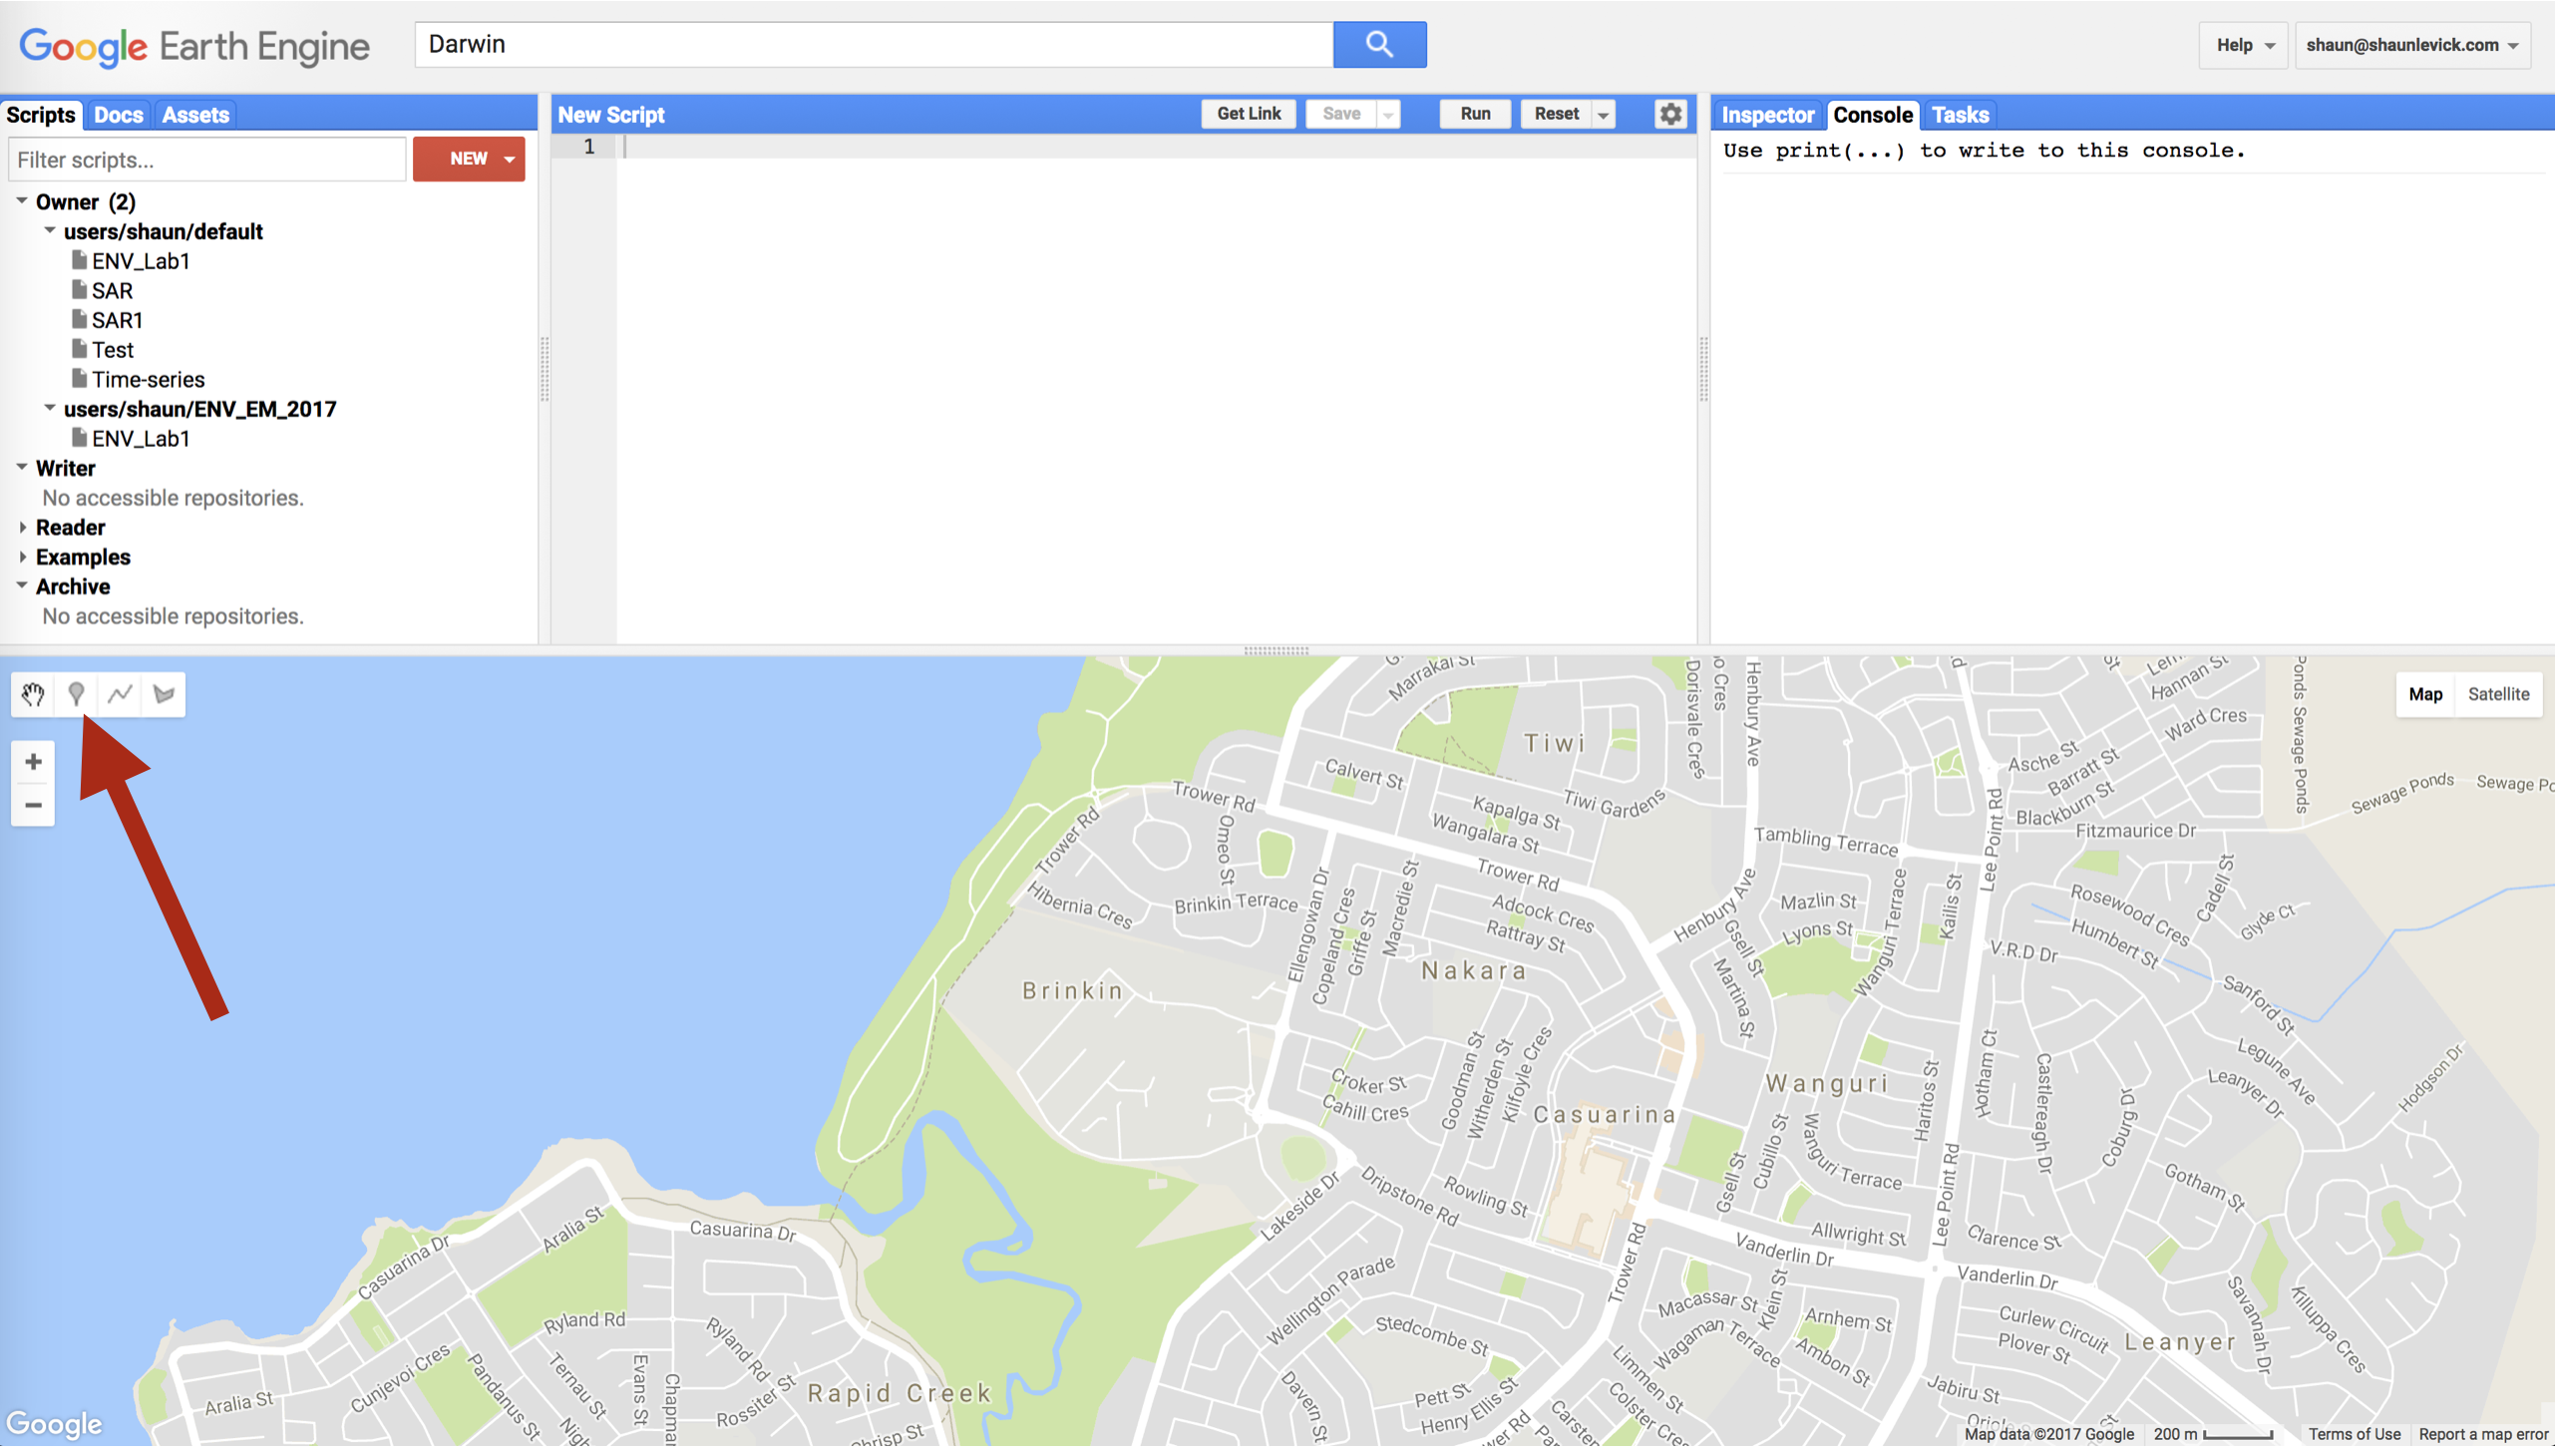 Google Earth Engine
Darwin
Help
shaun@shaunlevick.com
Scripts Docs Assets
Filter scripts...
NEW
Owner (2)
users/shaun/default
ENV_Lab1
SAR
SAR1
Test
Time-series
users/shaun/ENV_EM_2017
ENV_Lab1
Writer
No accessible repositories.
Reader
Examples
Archive
No accessible repositories.
New Script
Get Link Save Run Reset
1
Inspector Console Tasks
Use print(...) to write to this console.
Map Satellite
+
−
Marrakai St
Dorisvale Cres
Henbury Ave
Hannan St
Ward Cres
Ponds Sewage Ponds
Tiwi
Calvert St
Asche St
Barratt St
Blackburn St
Sewage Ponds
Trower Rd
Tiwi Gardens
Kapalga St
Wangalara St
Fitzmaurice Dr
Trower Rd
Omeo St
Tambling Terrace
Lee Point Rd
Trower Rd
Hibernia Cres
Brinkin Terrace
Ellengowan Dr
Copeland Cres
Griffe St
Macredie St
Adcock Cres
Rattray St
Henbury Ave
Gsell St
Mazlin St
Lyons St
Wanguri Terrace
Kailis St
Rosewood Cres
Cadell St
Glyde Ct
Humbert St
V.R.D Dr
Brinkin
Nakara
Martina St
Sanford St
Goodman St
Witherden St
Kilfoyle Cres
Croker St
Cahill Cres
Casuarina
Wanguri
Haritos St
Hotham Ct
Castlereagh Dr
Coburg Dr
Legune Ave
Leanyer Dr
Hodgson Dr
Gsell St
Cubillo St
Wanguri Terrace
Lee Point Rd
Gotham St
Lakeside Dr
Dripstone Rd
Rowling St
Trower Rd
Allwright St
Vanderlin Dr
Clarence St
Vanderlin Dr
Aralia St
Casuarina Dr
Casuarina Dr
Wellington Parade
Stedcombe St
Macassar St
Klein St
Wagaman Terrace
Arnhem St
Ambon St
Curlew Circuit
Plover St
Leanyer
Savannah Dr
Killuppa Cres
Ryland Rd
Ryland Rd
Aralia St
Cunjevoi Cres
Pandanus St
Ternau St
Evans St
Rossiter St
Rapid Creek
Davern St
Pett St
Henry Ellis St
Limmen St
Jabiru St
Google
Map data ©2017 Google
200 m
Terms of Use
Report a map error